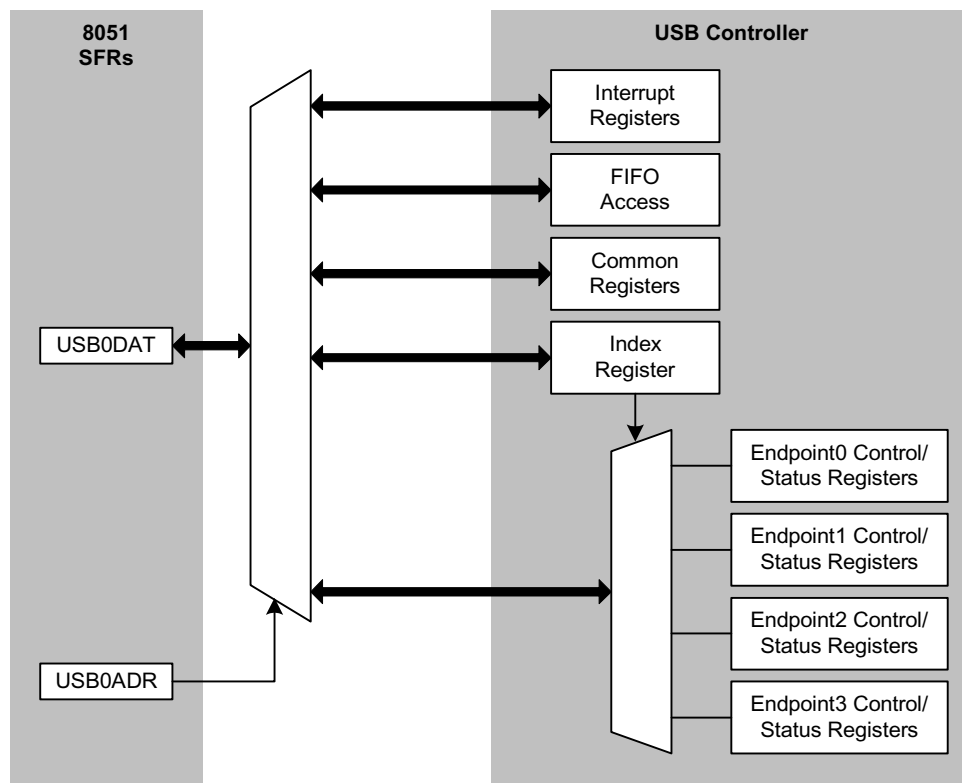 8051
SFRs
USB Controller
Interrupt
Registers
FIFO
Access
Common
Registers
USB0DAT
Index
Register
Endpoint0 Control/
Status Registers
Endpoint1 Control/
Status Registers
Endpoint2 Control/
Status Registers
USB0ADR
Endpoint3 Control/
Status Registers